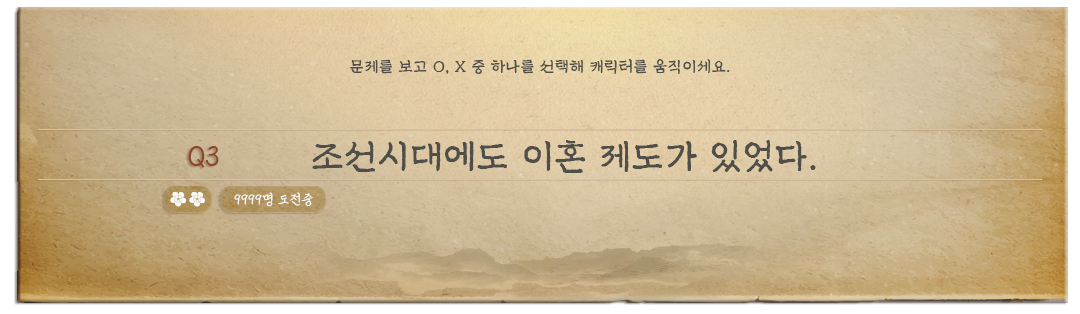 문제를 보고 O, X 중 하나를 선택해 캐릭터를 움직이세요.
Q3 조선시대에도 이혼 제도가 있었다.
9999명 도전중